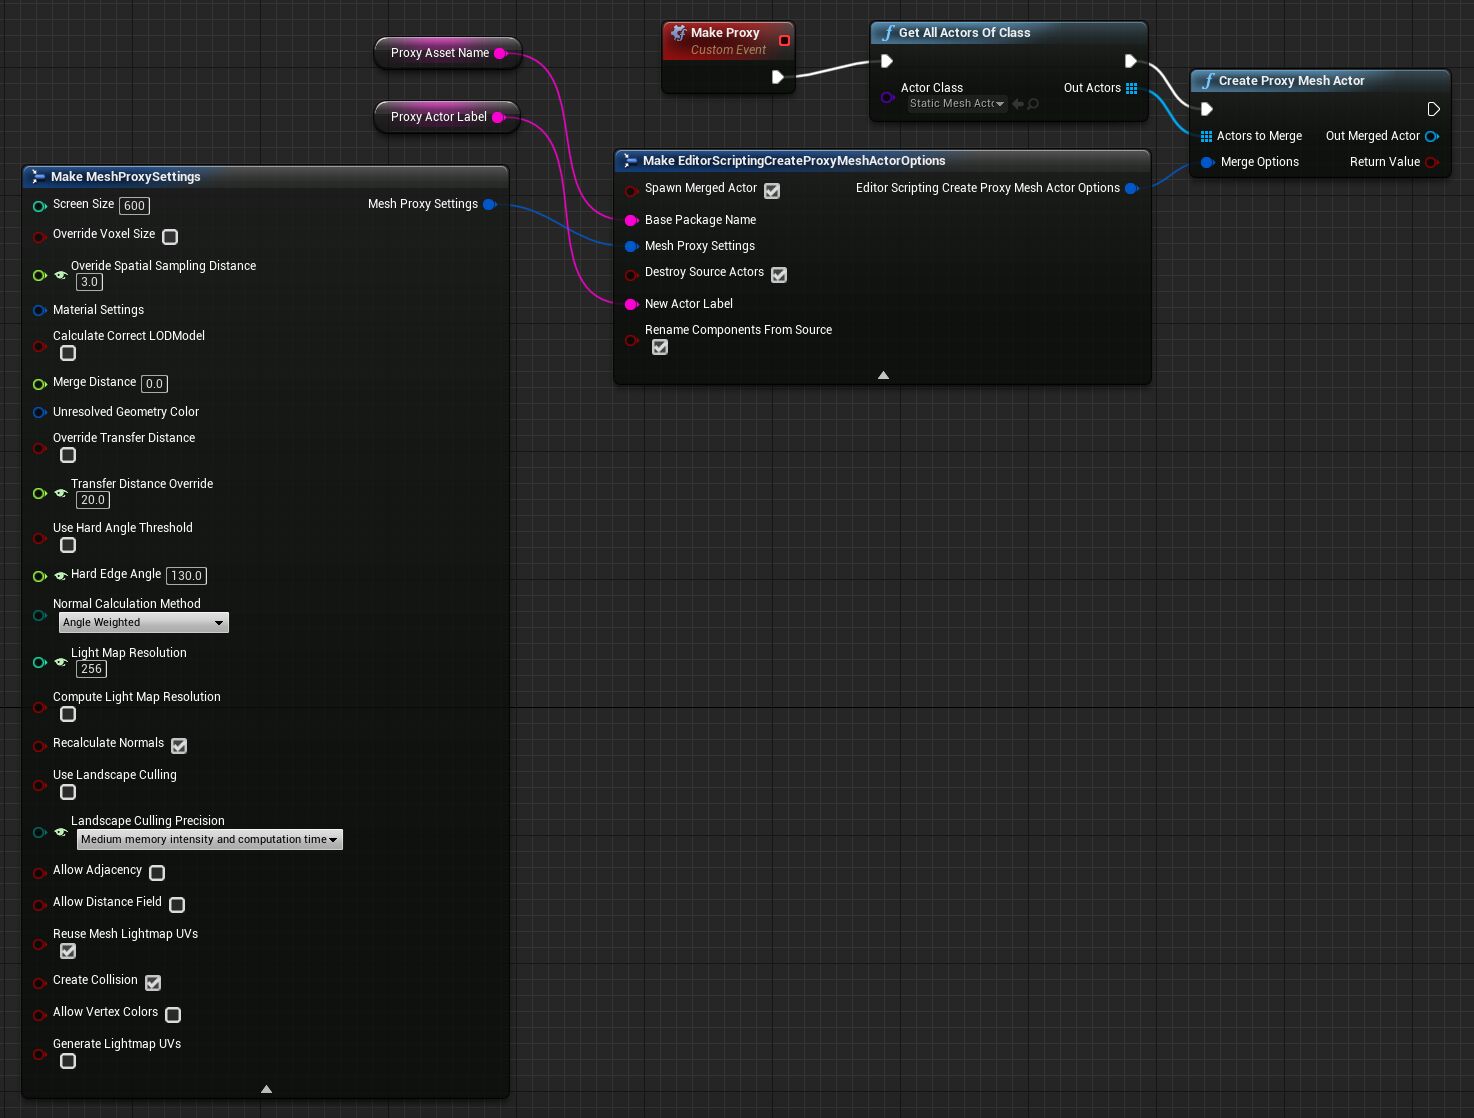 Proxy Asset Name
Proxy Actor Label
Make Proxy
Custom Event
Get All Actors Of Class
Actor Class
Static Mesh Actc
Out Actors
Create Proxy Mesh Actor
Actors to Merge
Out Merged Actor
Merge Options
Return Value
Make EditorScriptingCreateProxyMeshActorOptions
Spawn Merged Actor
Editor Scripting Create Proxy Mesh Actor Options
Base Package Name
Mesh Proxy Settings
Destroy Source Actors
New Actor Label
Rename Components From Source
Make MeshProxySettings
Screen Size 600
Mesh Proxy Settings
Override Voxel Size
Overide Spatial Sampling Distance
3.0
Material Settings
Calculate Correct LODModel
Merge Distance 0.0
Unresolved Geometry Color
Override Transfer Distance
Transfer Distance Override
20.0
Use Hard Angle Threshold
Hard Edge Angle 130.0
Normal Calculation Method
Angle Weighted
Light Map Resolution
256
Compute Light Map Resolution
Recalculate Normals
Use Landscape Culling
Landscape Culling Precision
Medium memory intensity and computation time
Allow Adjacency
Allow Distance Field
Reuse Mesh Lightmap UVs
Create Collision
Allow Vertex Colors
Generate Lightmap UVs